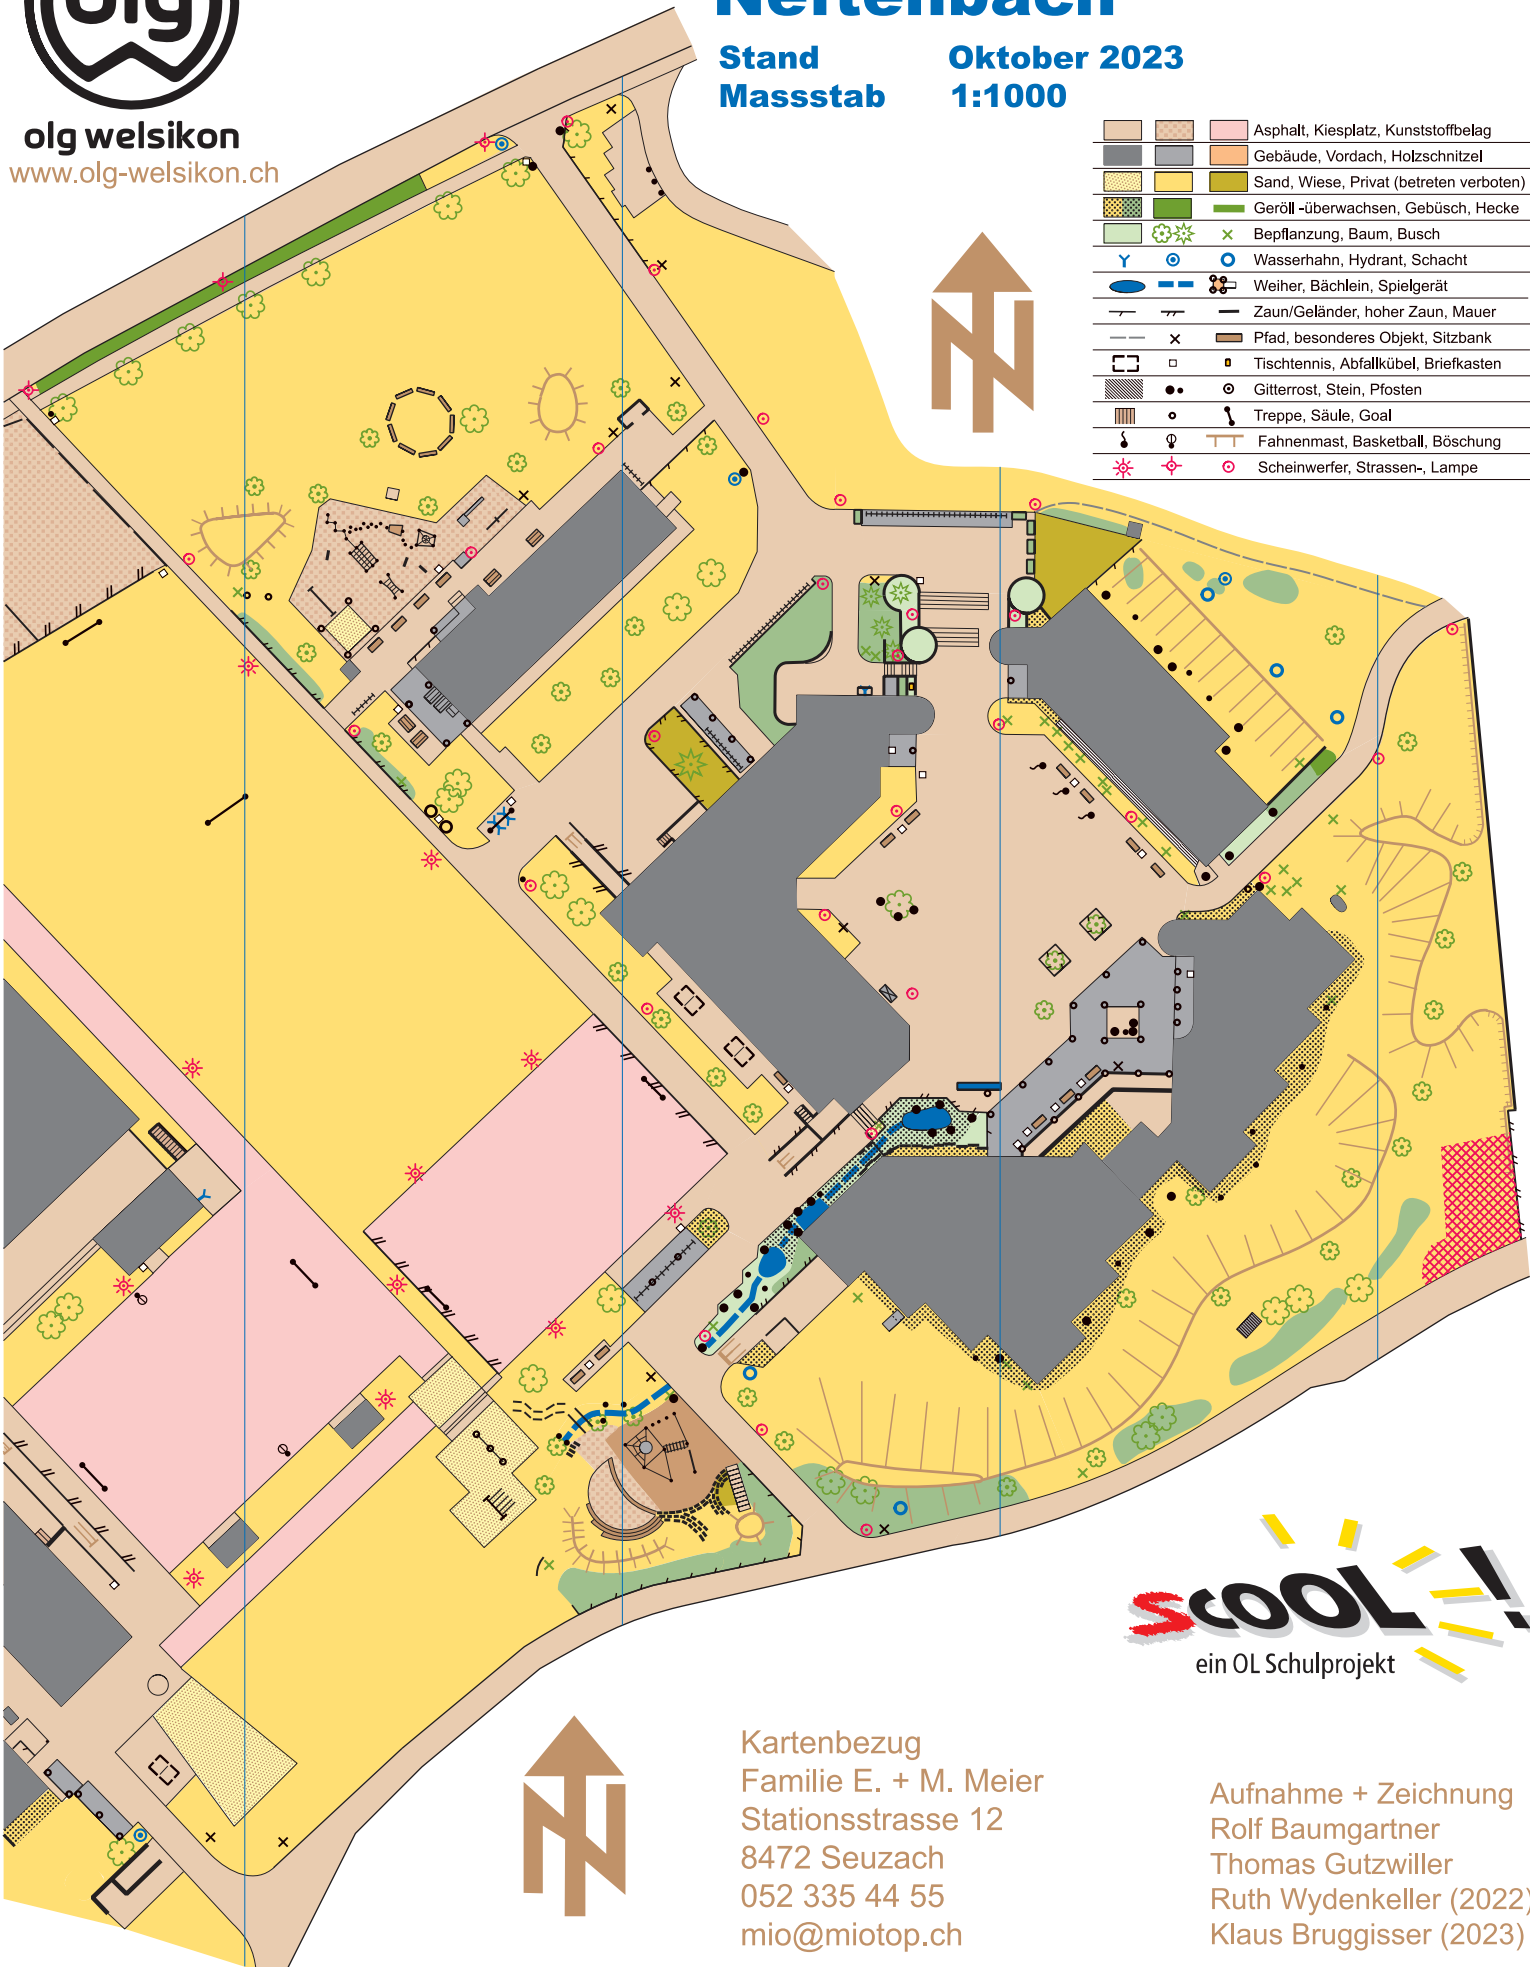 olg
olg welsikon
www.olg-welsikon.ch
Neftenbach
Stand Oktober 2023
Massstab 1:1000
Asphalt, Kiesplatz, Kunststoffbelag
Gebäude, Vordach, Holzschnitzel
Sand, Wiese, Privat (betreten verboten)
Geröll -überwachsen, Gebüsch, Hecke
Bepflanzung, Baum, Busch
Wasserhahn, Hydrant, Schacht
Weiher, Bächlein, Spielgerät
Zaun/Geländer, hoher Zaun, Mauer
Pfad, besonderes Objekt, Sitzbank
Tischtennis, Abfallkübel, Briefkasten
Gitterrost, Stein, Pfosten
Treppe, Säule, Goal
Fahnenmast, Basketball, Böschung
Scheinwerfer, Strassen-, Lampe
N
sCOOL!
ein OL Schulprojekt
N
Kartenbezug
Familie E. + M. Meier
Stationsstrasse 12
8472 Seuzach
052 335 44 55
mio@miotop.ch
Aufnahme + Zeichnung
Rolf Baumgartner
Thomas Gutzwiller
Ruth Wydenkeller (2022)
Klaus Bruggisser (2023)